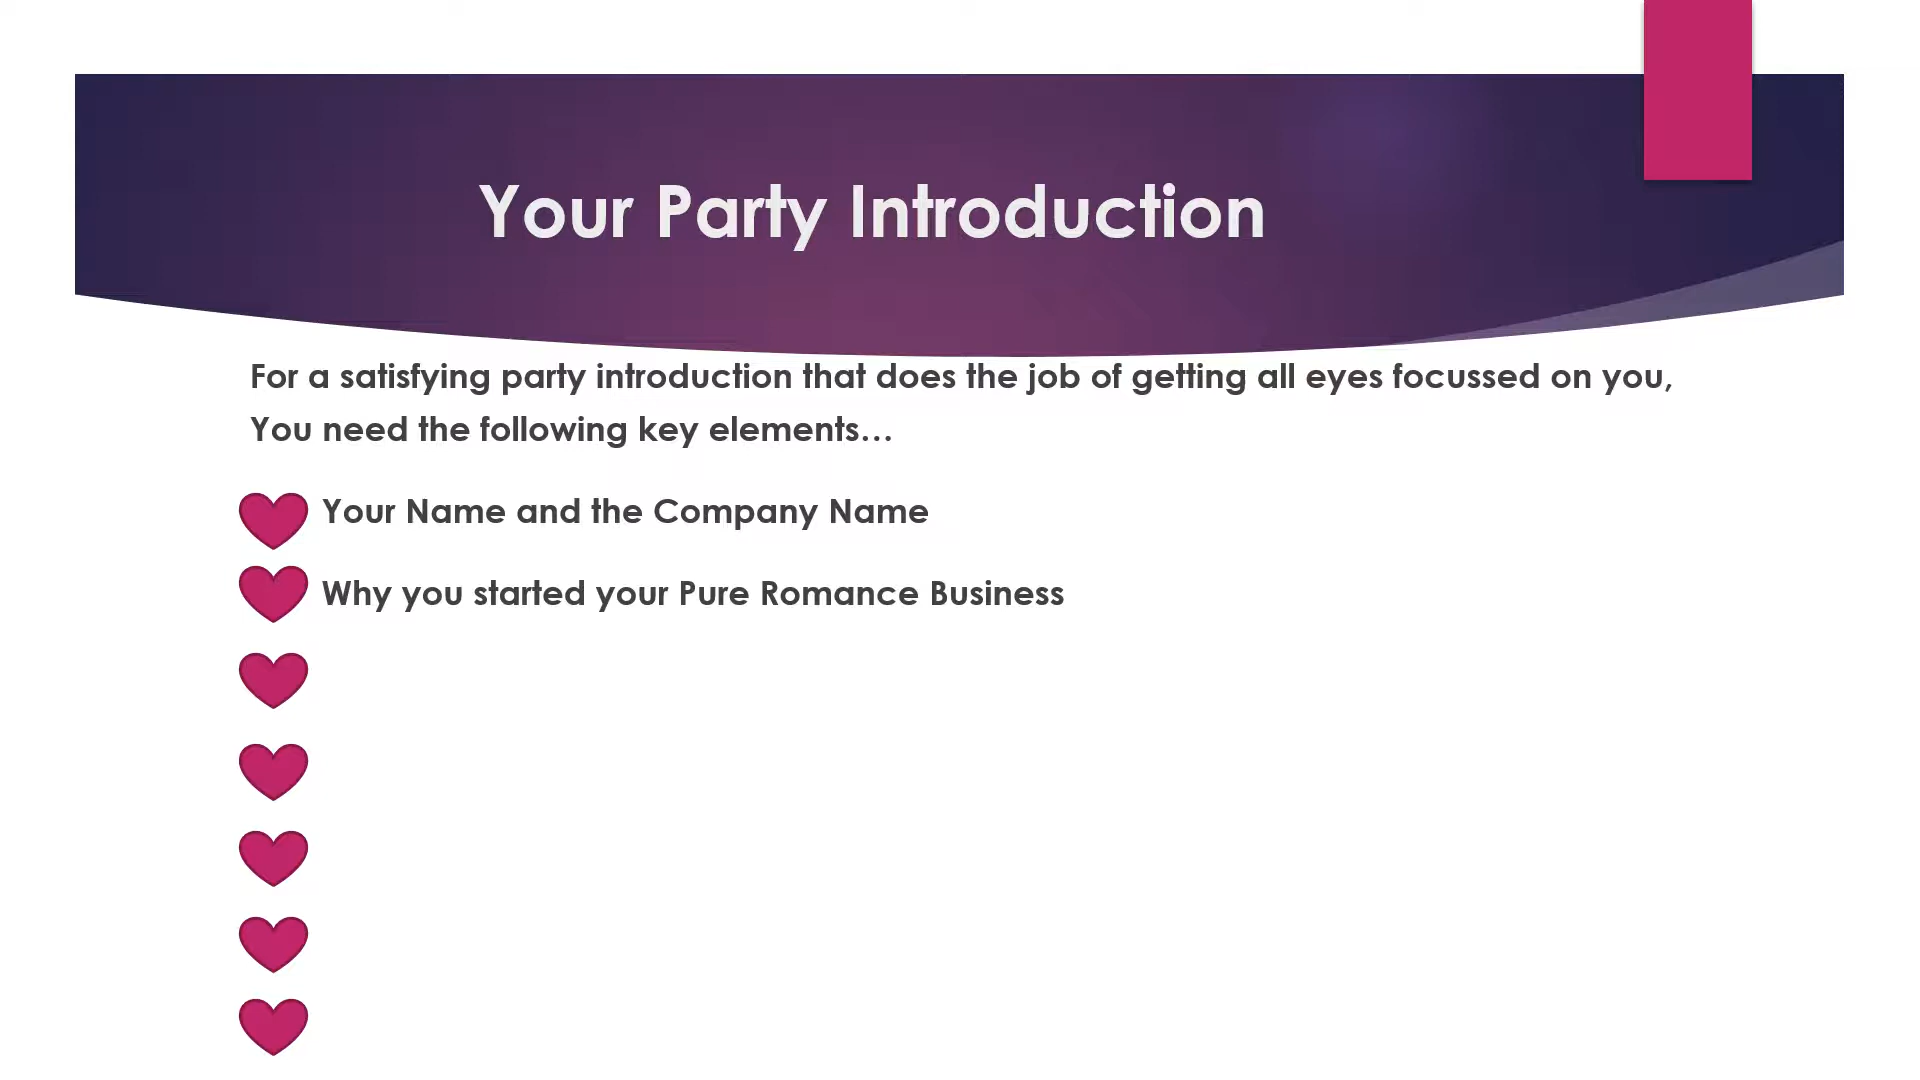 Your Party Introduction
For a satisfying party introduction that does the job of getting all eyes focussed on you,
You need the following key elements…
Your Name and the Company Name
Why you started your Pure Romance Business